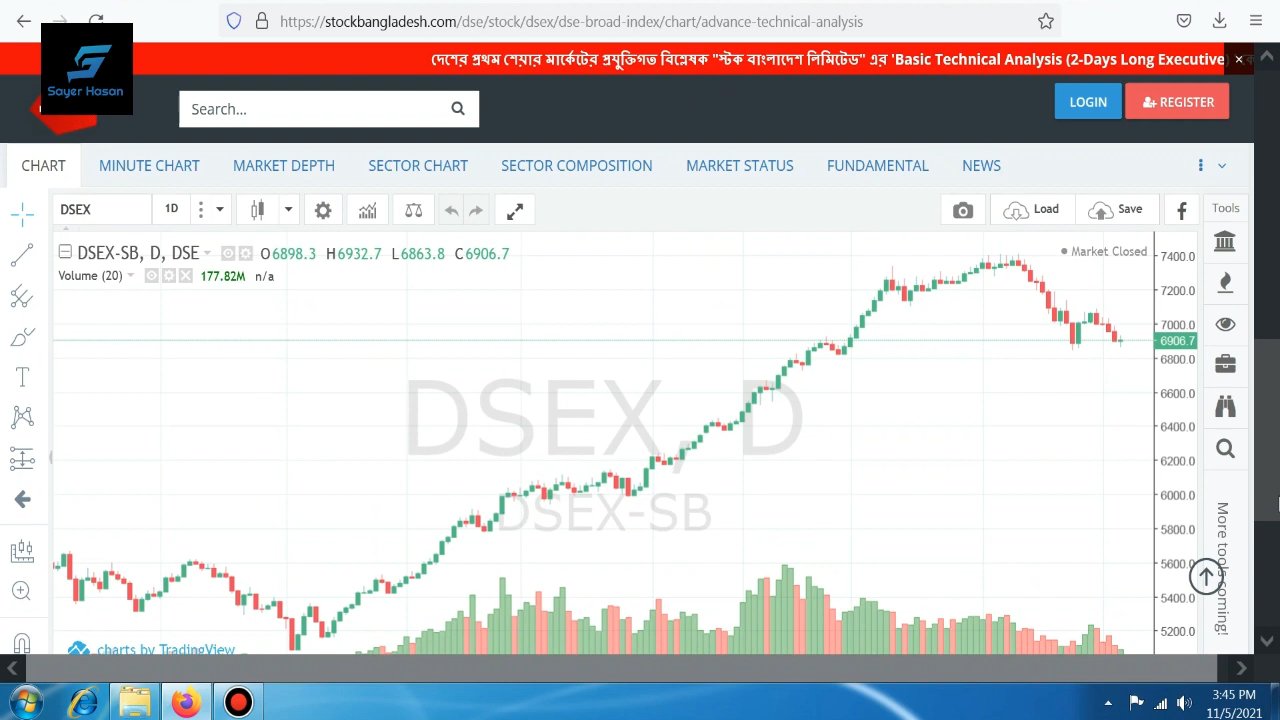 https://stockbangladesh.com/dse/stock/dsex/dse-broad-index/chart/advance-technical-analysis
দেশের প্রথম শেয়ার মার্কেটের প্রযুক্তিগত বিশ্লেষক "স্টক বাংলাদেশ লিমিটেড" এর 'Basic Technical Analysis (2-Days Long Executive
Sayer Hasan
Search...
LOGIN
REGISTER
CHART MINUTE CHART MARKET DEPTH SECTOR CHART SECTOR COMPOSITION MARKET STATUS FUNDAMENTAL NEWS
DSEX 1D Load Save Tools
DSEX-SB, D, DSE O6898.3 H6932.7 L6863.8 C6906.7
Market Closed
Volume (20) 177.82M n/a
7400.0
7200.0
7000.0
6906.7
6800.0
6600.0
6400.0
6200.0
6000.0
5800.0
5600.0
5400.0
5200.0
DSEX, D
DSEX-SB
More tools coming!
charts by TradingView
3:45 PM
11/5/2021